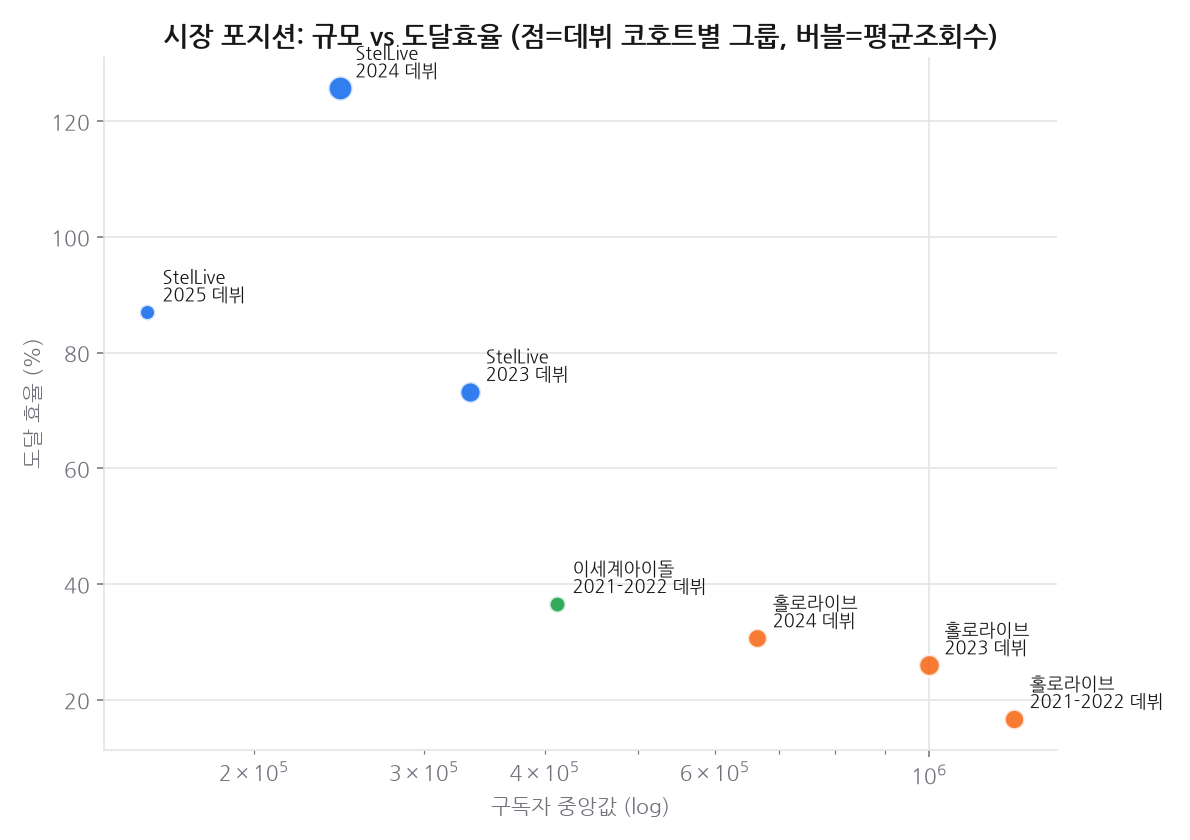 시장 포지션: 규모 vs 도달효율 (점=데뷔 코호트별 그룹, 버블=평균조회수)
StelLive
2024 데뷔
120
100
StelLive
2025 데뷔
80
StelLive
2023 데뷔
60
이세계아이돌
2021-2022 데뷔
40
홀로라이브
2024 데뷔
홀로라이브
2023 데뷔
홀로라이브
2021-2022 데뷔
20
도달 효율 (%)
2×10⁵
3×10⁵
4×10⁵
6×10⁵
10⁶
구독자 중앙값 (log)